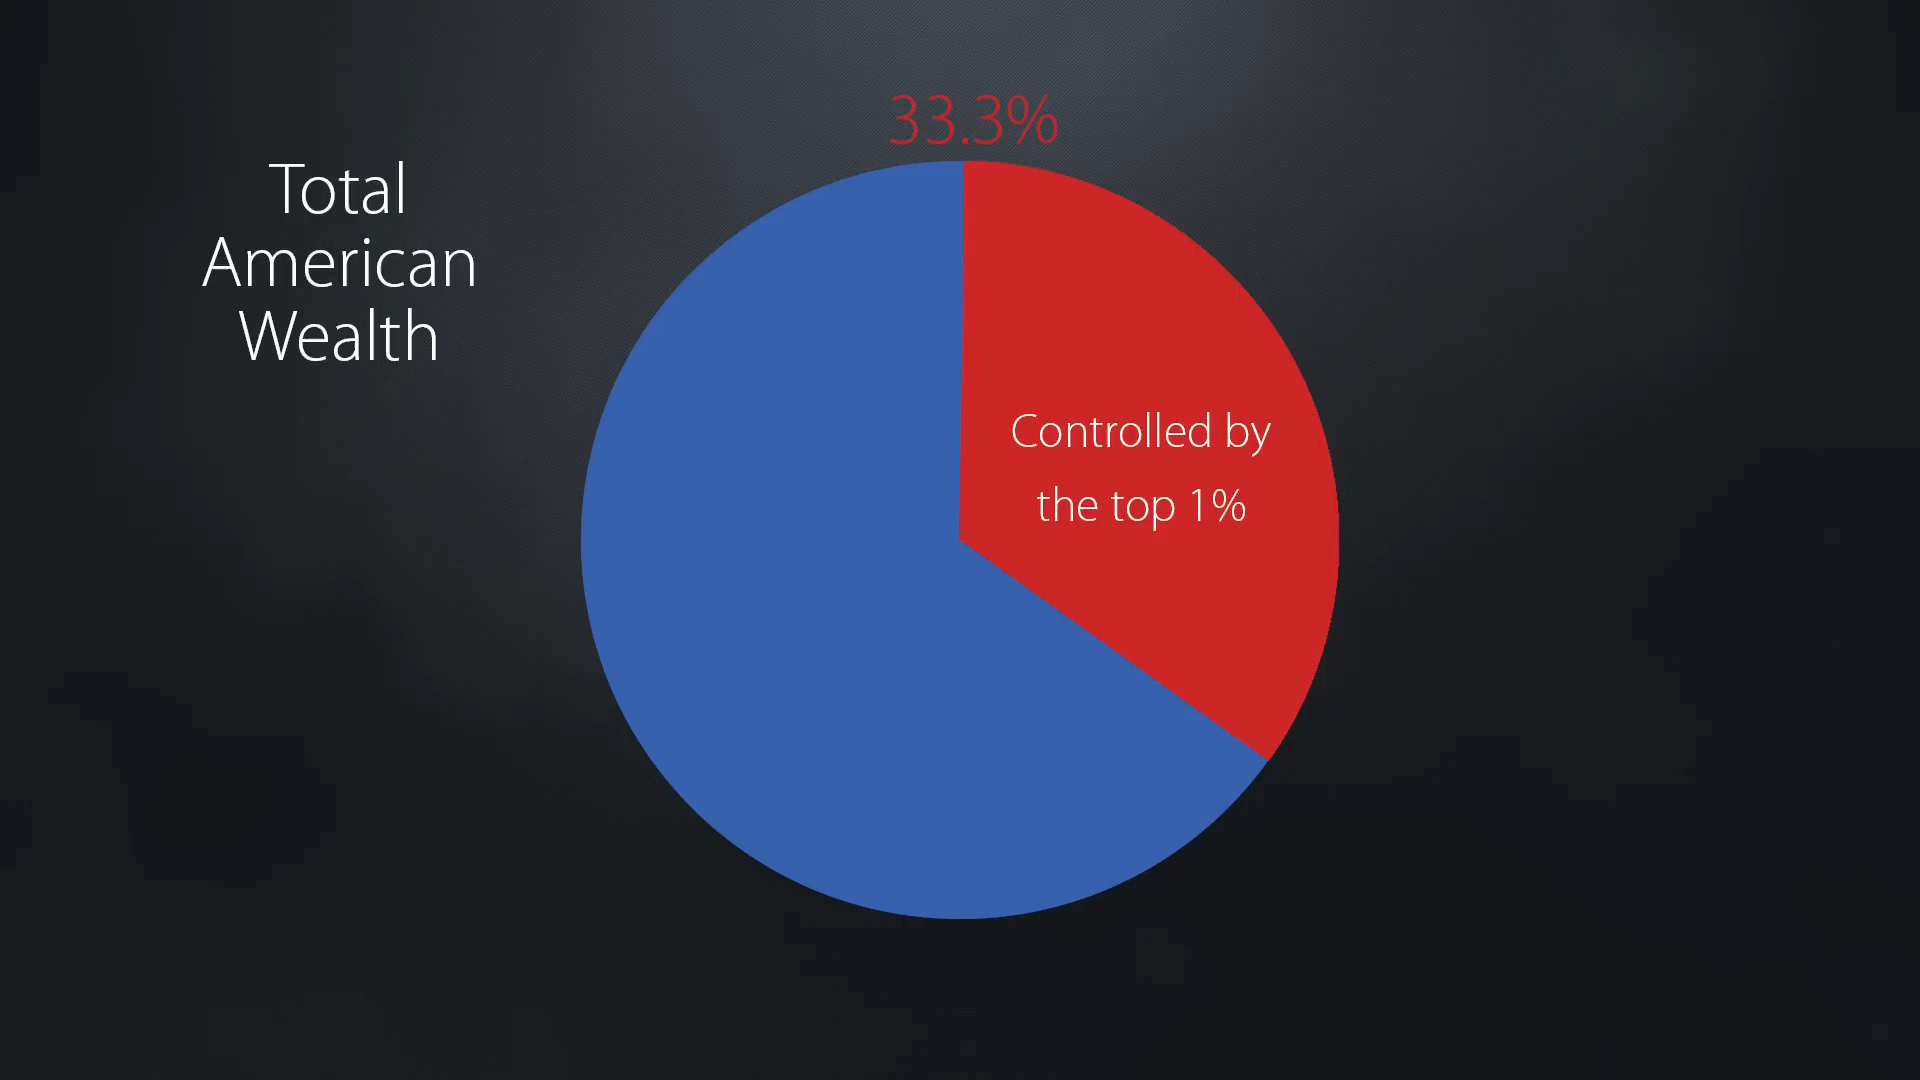 33.3%
Total
American
Wealth
Controlled by
the top 1%